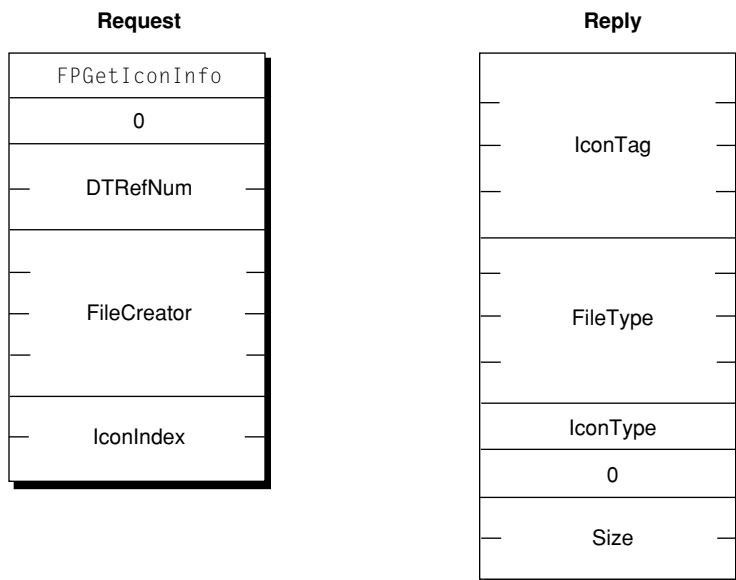 Request
FPGetIconInfo
0
DTRefNum
FileCreator
IconIndex
Reply
IconTag
FileType
IconType
0
Size